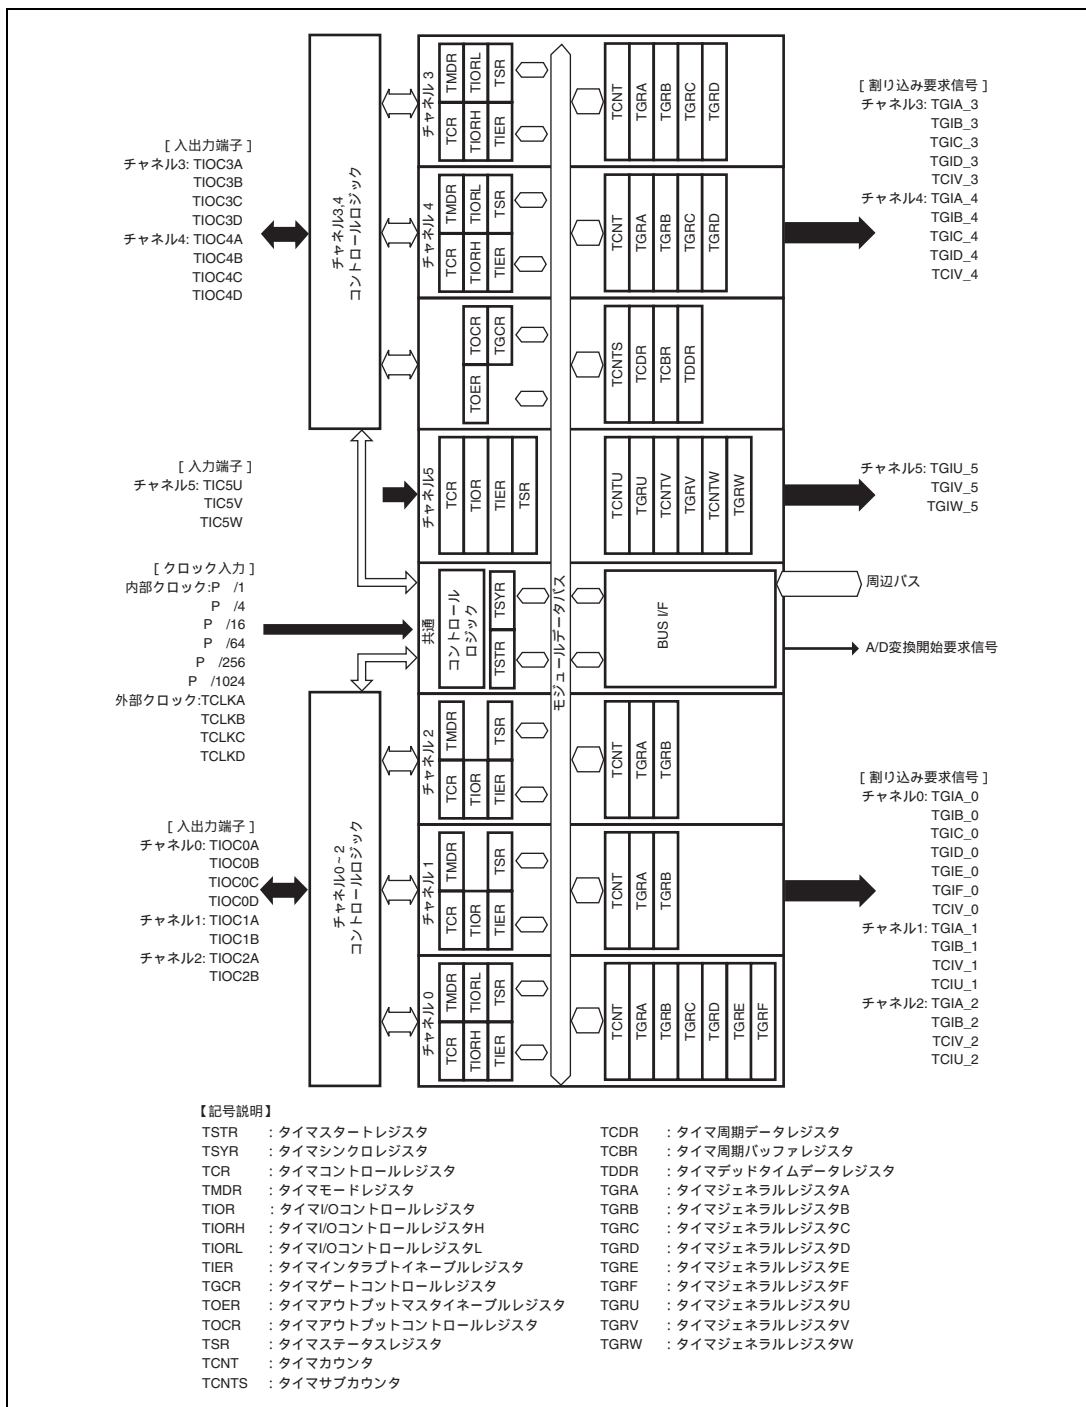 [ 入出力端子 ]
チャネル3: TIOC3A
TIOC3B
TIOC3C
TIOC3D
チャネル4: TIOC4A
TIOC4B
TIOC4C
TIOC4D
[ 入力端子 ]
チャネル5: TIC5U
TIC5V
TIC5W
[ クロック入力 ]
内部クロック:P /1
P /4
P /16
P /64
P /256
P /1024
外部クロック:TCLKA
TCLKB
TCLKC
TCLKD
[ 入出力端子 ]
チャネル0: TIOC0A
TIOC0B
TIOC0C
TIOC0D
チャネル1: TIOC1A
TIOC1B
チャネル2: TIOC2A
TIOC2B
チャネル3,4
コントロールロジック
チャネル0~2
コントロールロジック
チャネル 3
TCR TMDR
TIORH TIORL
TIER TSR
TCNT
TGRA
TGRB
TGRC
TGRD
チャネル 4
TCR TMDR
TIORH TIORL
TIER TSR
TCNT
TGRA
TGRB
TGRC
TGRD
TOER TOCR
TGCR
TCNTS
TCDR
TCBR
TDDR
チャネル5
TCR
TIOR
TIER
TSR
TCNTU
TGRU
TCNTV
TGRV
TCNTW
TGRW
共通
コントロール
ロジック
TSTR TSYR
モジュールデータバス
BUS I/F
チャネル 2
TCR TMDR
TIOR
TIER TSR
TCNT
TGRA
TGRB
チャネル 1
TCR TMDR
TIOR
TIER TSR
TCNT
TGRA
TGRB
チャネル 0
TCR TMDR
TIORH TIORL
TIER TSR
TCNT
TGRA
TGRB
TGRC
TGRD
TGRE
TGRF
[ 割り込み要求信号 ]
チャネル3: TGIA_3
TGIB_3
TGIC_3
TGID_3
TCIV_3
チャネル4: TGIA_4
TGIB_4
TGIC_4
TGID_4
TCIV_4
チャネル5: TGIU_5
TGIV_5
TGIW_5
周辺バス
A/D変換開始要求信号
[ 割り込み要求信号 ]
チャネル0: TGIA_0
TGIB_0
TGIC_0
TGID_0
TGIE_0
TGIF_0
TCIV_0
チャネル1: TGIA_1
TGIB_1
TCIV_1
TCIU_1
チャネル2: TGIA_2
TGIB_2
TCIV_2
TCIU_2
【記号説明】
TSTR : タイマスタートレジスタ
TSYR : タイマシンクロレジスタ
TCR : タイマコントロールレジスタ
TMDR : タイマモードレジスタ
TIOR : タイマI/Oコントロールレジスタ
TIORH : タイマI/OコントロールレジスタH
TIORL : タイマI/OコントロールレジスタL
TIER : タイマインタラプトイネーブルレジスタ
TGCR : タイマゲートコントロールレジスタ
TOER : タイマアウトプットマスタイネーブルレジスタ
TOCR : タイマアウトプットコントロールレジスタ
TSR : タイマステータスレジスタ
TCNT : タイマカウンタ
TCNTS : タイマサブカウンタ
TCDR : タイマ周期データレジスタ
TCBR : タイマ周期バッファレジスタ
TDDR : タイマデッドタイムデータレジスタ
TGRA : タイマジェネラルレジスタA
TGRB : タイマジェネラルレジスタB
TGRC : タイマジェネラルレジスタC
TGRD : タイマジェネラルレジスタD
TGRE : タイマジェネラルレジスタE
TGRF : タイマジェネラルレジスタF
TGRU : タイマジェネラルレジスタU
TGRV : タイマジェネラルレジスタV
TGRW : タイマジェネラルレジスタW